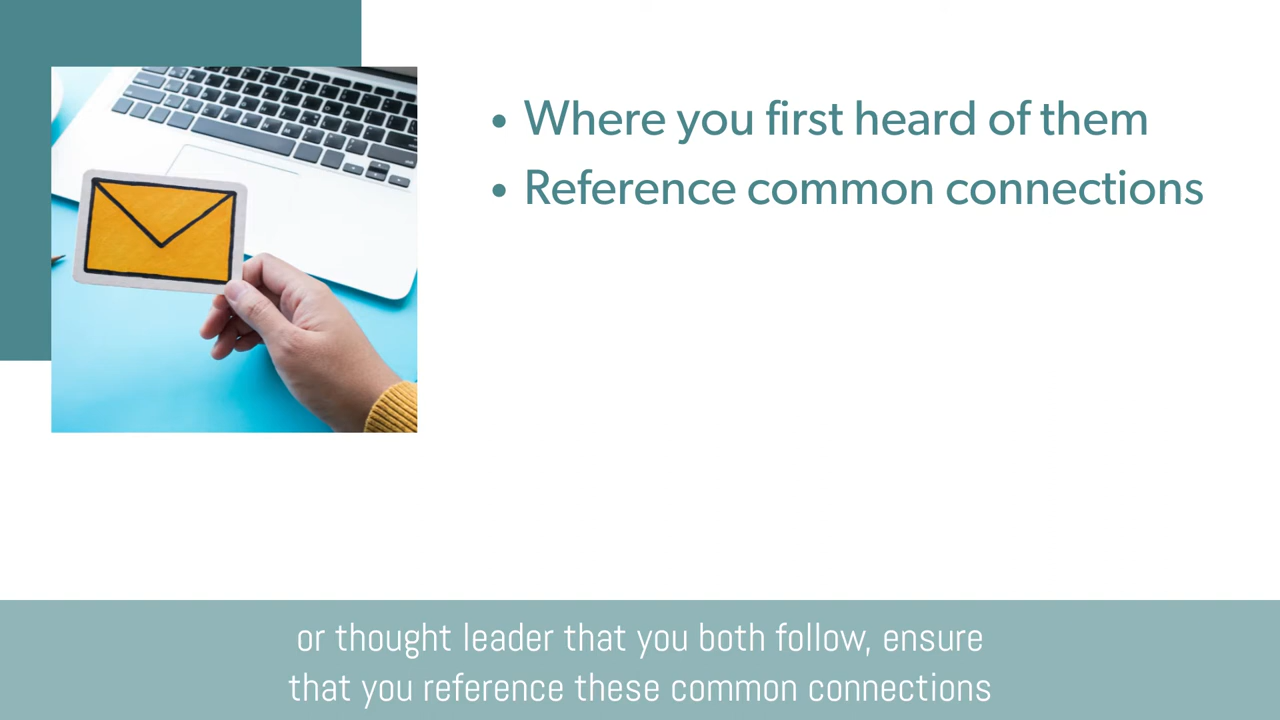 • Where you first heard of them
• Reference common connections
or thought leader that you both follow, ensure
that you reference these common connections